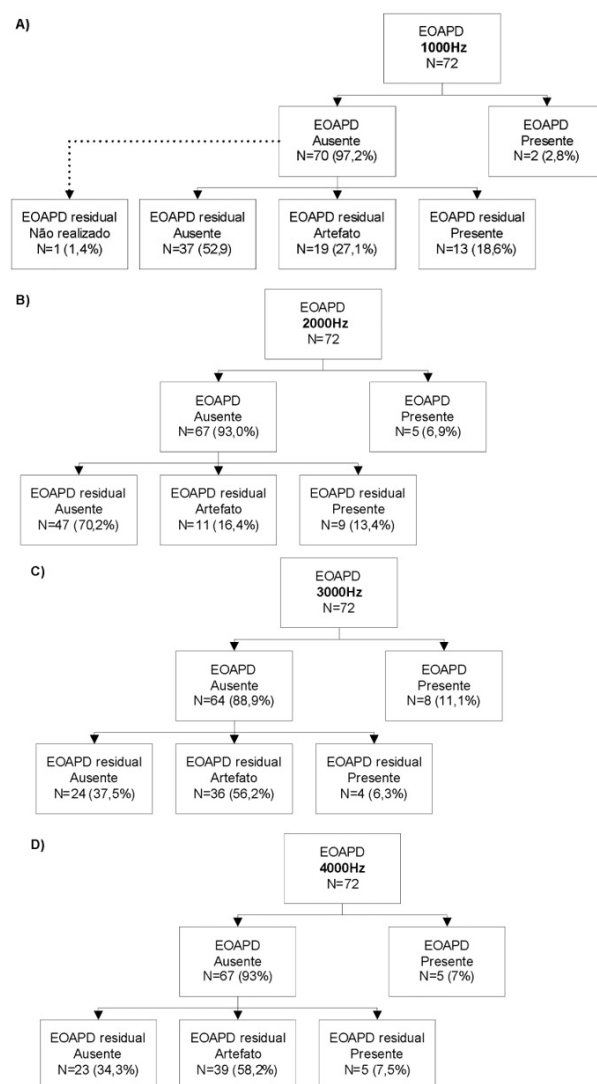 A)
EOAPD
1000Hz
N=72
EOAPD
Ausente
N=70 (97,2%)
EOAPD
Presente
N=2 (2,8%)
EOAPD residual
Não realizado
N=1 (1,4%)
EOAPD residual
Ausente
N=37 (52,9)
EOAPD residual
Artefato
N=19 (27,1%)
EOAPD residual
Presente
N=13 (18,6%)
B)
EOAPD
2000Hz
N=72
EOAPD
Ausente
N=67 (93,0%)
EOAPD
Presente
N=5 (6,9%)
EOAPD residual
Ausente
N=47 (70,2%)
EOAPD residual
Artefato
N=11 (16,4%)
EOAPD residual
Presente
N=9 (13,4%)
C)
EOAPD
3000Hz
N=72
EOAPD
Ausente
N=64 (88,9%)
EOAPD
Presente
N=8 (11,1%)
EOAPD residual
Ausente
N=24 (37,5%)
EOAPD residual
Artefato
N=36 (56,2%)
EOAPD residual
Presente
N=4 (6,3%)
D)
EOAPD
4000Hz
N=72
EOAPD
Ausente
N=67 (93%)
EOAPD
Presente
N=5 (7%)
EOAPD residual
Ausente
N=23 (34,3%)
EOAPD residual
Artefato
N=39 (58,2%)
EOAPD residual
Presente
N=5 (7,5%)